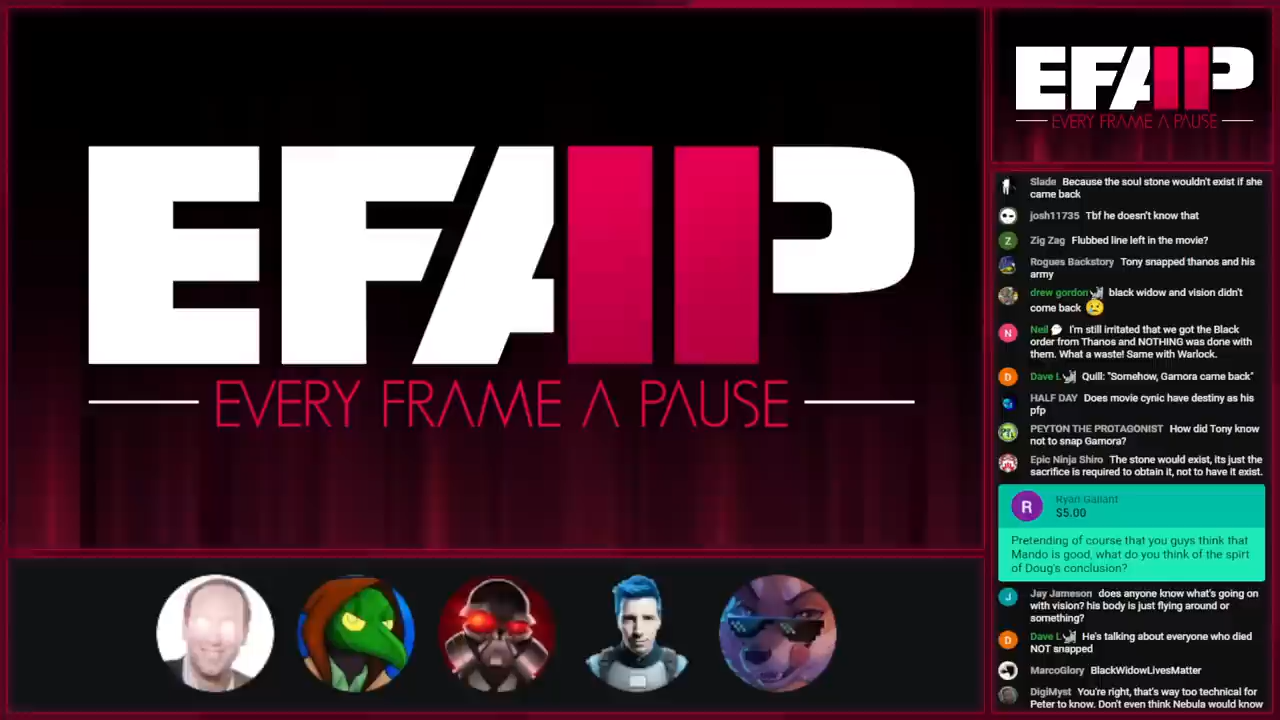 EFAP
EVERY FRAME A PAUSE
EFAP
EVERY FRAME A PAUSE
Slade Because the soul stone wouldn't exist if she
came back
josh11735 Tbf he doesn't know that
Z
Zig Zag Flubbed line left in the movie?
Rogues Backstory Tony snapped thanos and his
army
drew gordon black widow and vision didn't
come back
N
Neil I'm still irritated that we got the Black
order from Thanos and NOTHING was done with
them. What a waste! Same with Warlock.
D
Dave L Quill: "Somehow, Gamora came back"
HALF DAY Does movie cynic have destiny as his
pfp
PEYTON THE PROTAGONIST How did Tony know
not to snap Gamora?
Epic Ninja Shiro The stone would exist, its just the
sacrifice is required to obtain it, not to have it exist.
R
Ryan Gallant
$5.00
Pretending of course that you guys think that
Mando is good, what do you think of the spirt
of Doug's conclusion?
J
Jay Jameson does anyone know what's going on
with vision? his body is just flying around or
something?
D
Dave L He's talking about everyone who died
NOT snapped
MarcoGlory BlackWidowLivesMatter
DigiMyst You're right, that's way too technical for
Peter to know. Don't even think Nebula would know